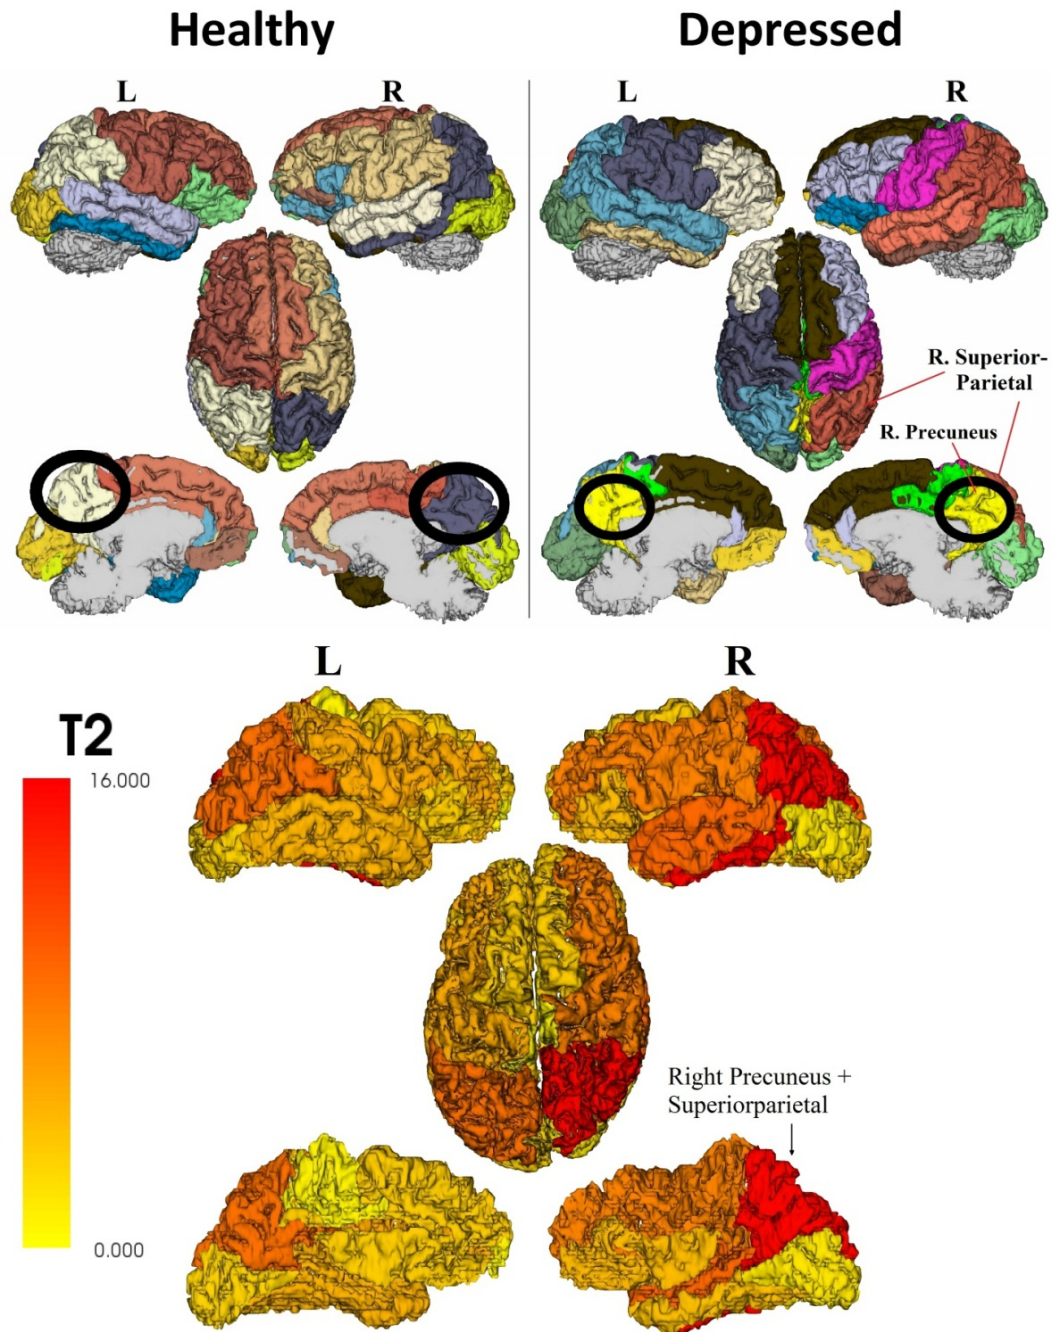 Healthy
Depressed
L
R
L
R
R. Superior-
Parietal
R. Precuneus
L
R
T2
16.000
0.000
Right Precuneus +
Superiorparietal